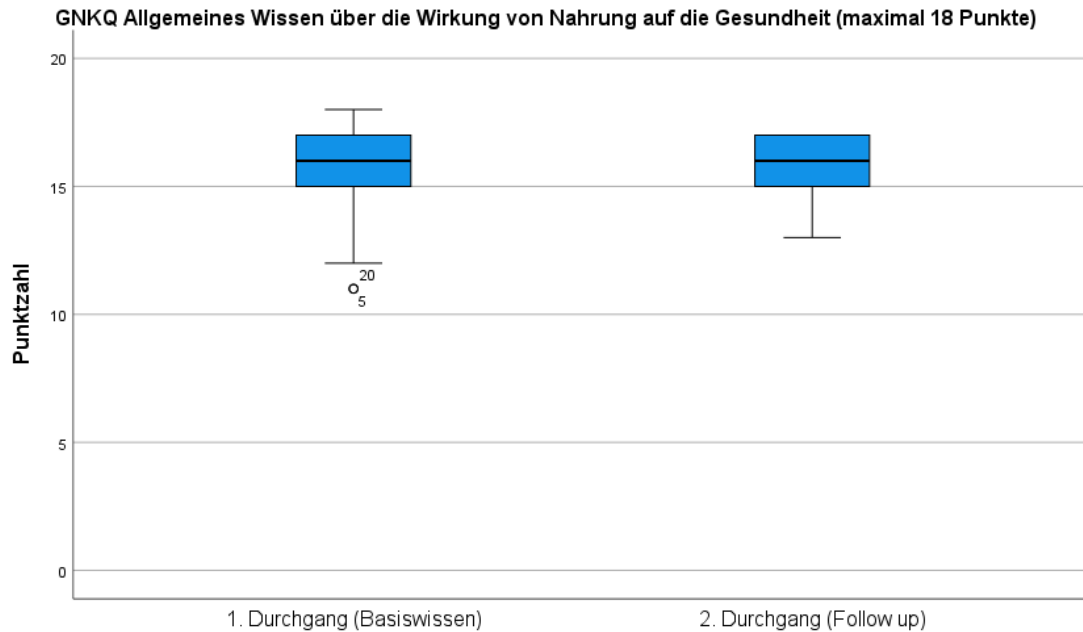 GNKQ Allgemeines Wissen über die Wirkung von Nahrung auf die Gesundheit (maximal 18 Punkte)
Punktzahl
20
15
10
5
0
20
5
1. Durchgang (Basiswissen)
2. Durchgang (Follow up)